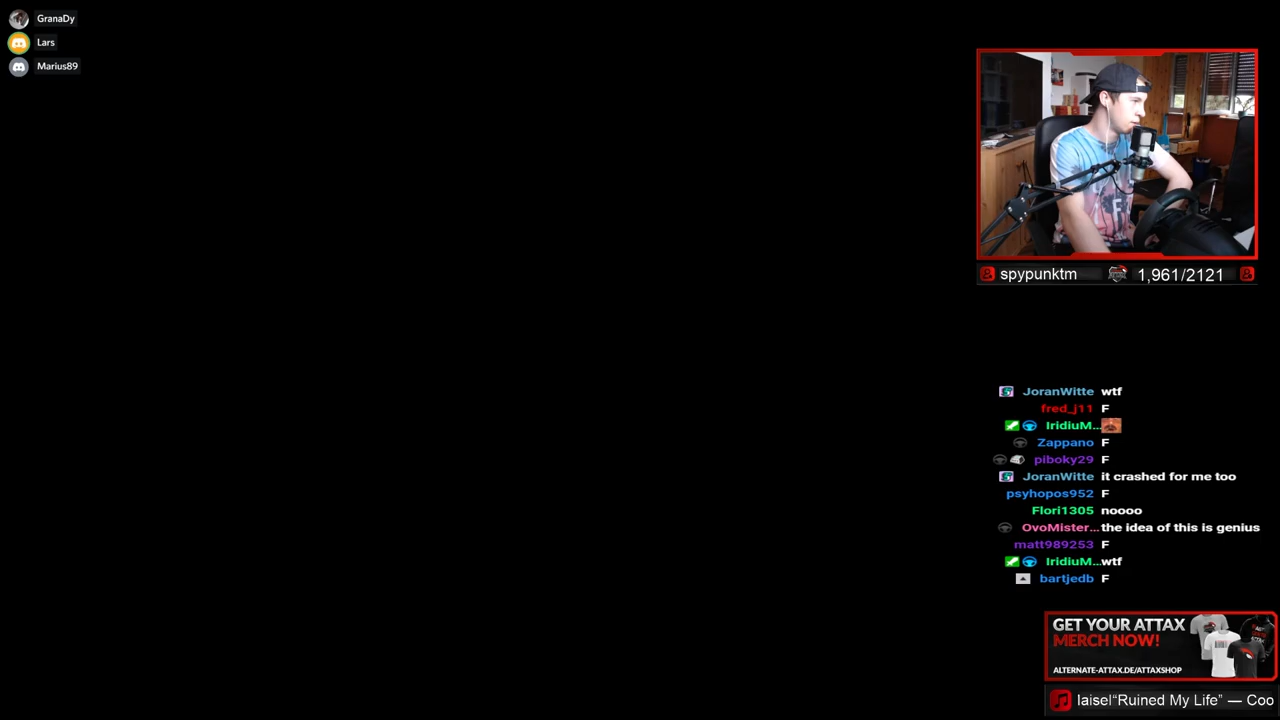 GranaDy
Lars
Marius89
spypunktm 1,961/2121
JoranWitte wtf
fred_j11 F
IridiuM...
Zappano F
piboky29 F
JoranWitte it crashed for me too
psyhopos952 F
Flori1305 noooo
OvoMister... the idea of this is genius
matt989253 F
IridiuM... wtf
bartjedb F
GET YOUR ATTAX
MERCH NOW!
ALTERNATE-ATTAX.DE/ATTAXSHOP
laisel“Ruined My Life” — Coo